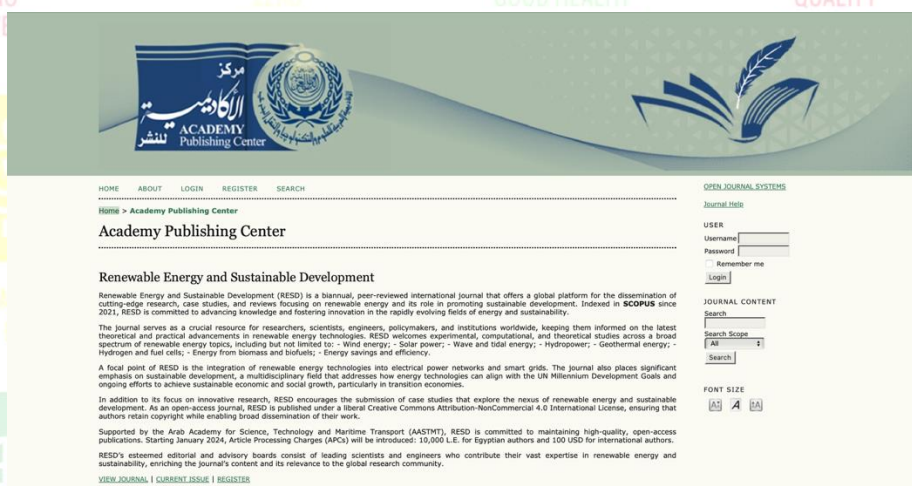 GOOD HEALTH
QUALITY
مركز
الأكاديمية
للنشر
ACADEMY
Publishing Center
HOME ABOUT LOGIN REGISTER SEARCH
Home > Academy Publishing Center
Academy Publishing Center
Renewable Energy and Sustainable Development
Renewable Energy and Sustainable Development (RESD) is a biannual, peer-reviewed international journal that offers a global platform for the dissemination of
cutting-edge research, case studies, and reviews focusing on renewable energy and its role in promoting sustainable development. Indexed in SCOPUS since
2021, RESD is committed to advancing knowledge and fostering innovation in the rapidly evolving fields of energy and sustainability.
The journal serves as a crucial resource for researchers, scientists, engineers, policymakers, and institutions worldwide, keeping them informed on the latest
theoretical and practical advancements in renewable energy technologies. RESD welcomes experimental, computational, and theoretical studies across a broad
spectrum of renewable energy topics, including but not limited to: - Wind energy; - Solar power; - Wave and tidal energy; - Hydropower; - Geothermal energy; -
Hydrogen and fuel cells; - Energy from biomass and biofuels; - Energy savings and efficiency.
A focal point of RESD is the integration of renewable energy technologies into electrical power networks and smart grids. The journal also places significant
emphasis on sustainable development, a multidisciplinary field that addresses how energy technologies can align with the UN Millennium Development Goals and
ongoing efforts to achieve sustainable economic and social growth, particularly in transition economies.
In addition to its focus on innovative research, RESD encourages the submission of case studies that explore the nexus of renewable energy and sustainable
development. As an open-access journal, RESD is published under a liberal Creative Commons Attribution-NonCommercial 4.0 International License, ensuring that
authors retain copyright while enabling broad dissemination of their work.
Supported by the Arab Academy for Science, Technology and Maritime Transport (AASTMT), RESD is committed to maintaining high-quality, open-access
publications. Starting January 2024, Article Processing Charges (APCs) will be introduced: 10,000 L.E. for Egyptian authors and 100 USD for international authors.
RESD's esteemed editorial and advisory boards consist of leading scientists and engineers who contribute their vast expertise in renewable energy and
sustainability, enriching the journal's content and its relevance to the global research community.
VIEW JOURNAL | CURRENT ISSUE | REGISTER
OPEN JOURNAL SYSTEMS
Journal Help
USER
Username
Password
Remember me
Login
JOURNAL CONTENT
Search
Search Scope
All
Search
FONT SIZE
A A A